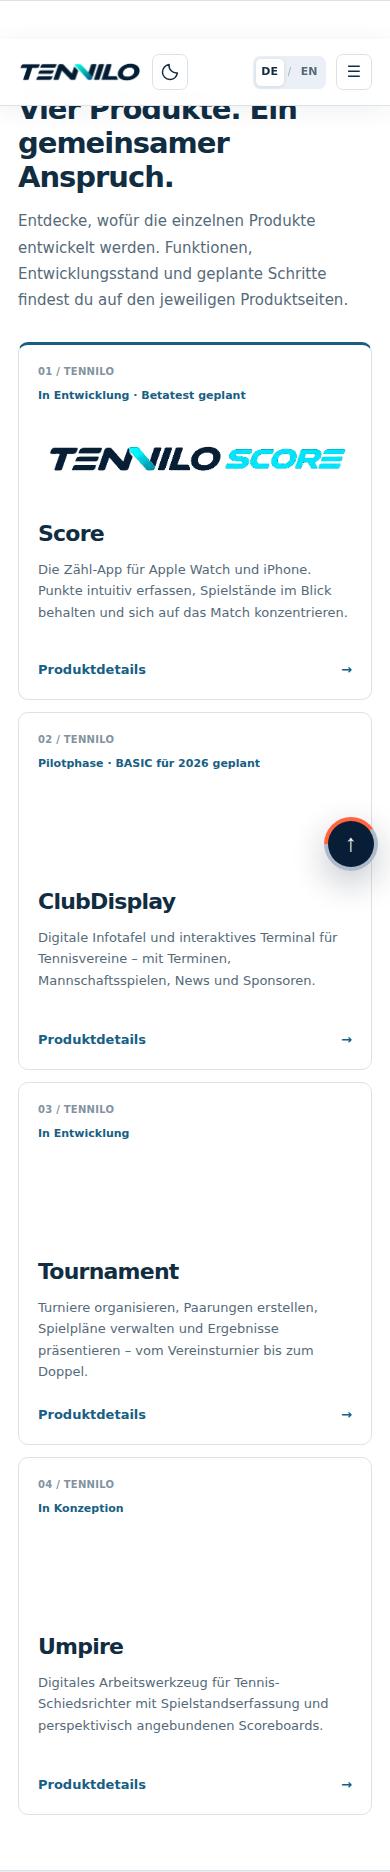 TENNILO
DE / EN ☰
Vier Produkte. Ein
gemeinsamer
Anspruch.
Entdecke, wofür die einzelnen Produkte
entwickelt werden. Funktionen,
Entwicklungsstand und geplante Schritte
findest du auf den jeweiligen Produktseiten.
01 / TENNILO
In Entwicklung · Betatest geplant
TENNILO SCORE
Score
Die Zähl-App für Apple Watch und iPhone.
Punkte intuitiv erfassen, Spielstände im Blick
behalten und sich auf das Match konzentrieren.
Produktdetails →
02 / TENNILO
Pilotphase · BASIC für 2026 geplant
↑
ClubDisplay
Digitale Infotafel und interaktives Terminal für
Tennisvereine – mit Terminen,
Mannschaftsspielen, News und Sponsoren.
Produktdetails →
03 / TENNILO
In Entwicklung
Tournament
Turniere organisieren, Paarungen erstellen,
Spielpläne verwalten und Ergebnisse
präsentieren – vom Vereinsturnier bis zum
Doppel.
Produktdetails →
04 / TENNILO
In Konzeption
Umpire
Digitales Arbeitswerkzeug für Tennis-
Schiedsrichter mit Spielstandserfassung und
perspektivisch angebundenen Scoreboards.
Produktdetails →